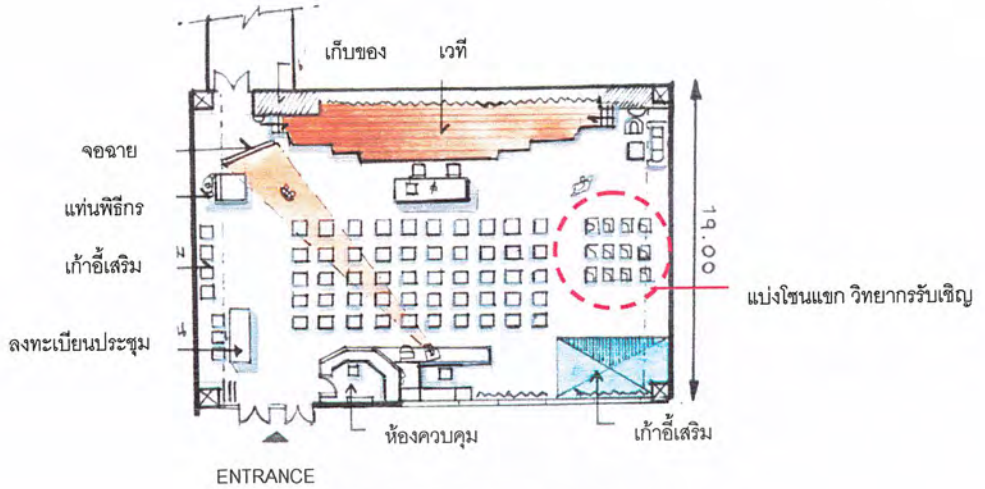 เก็บของ
เวที
จอฉาย
แท่นพิธีกร
19.00
เก้าอี้เสริม
แบ่งโซนแขก วิทยากรรับเชิญ
ลงทะเบียนประชุม
ห้องควบคุม
เก้าอี้เสริม
ENTRANCE